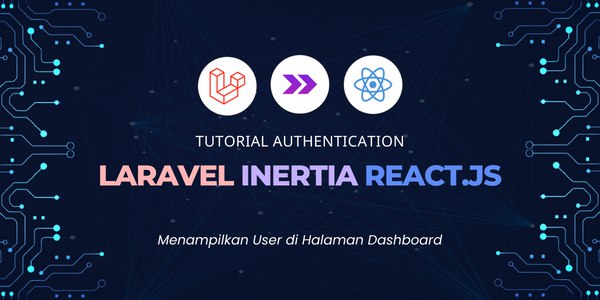 TUTORIAL AUTHENTICATION
LARAVEL INERTIA REACT.JS
Menampilkan User di Halaman Dashboard